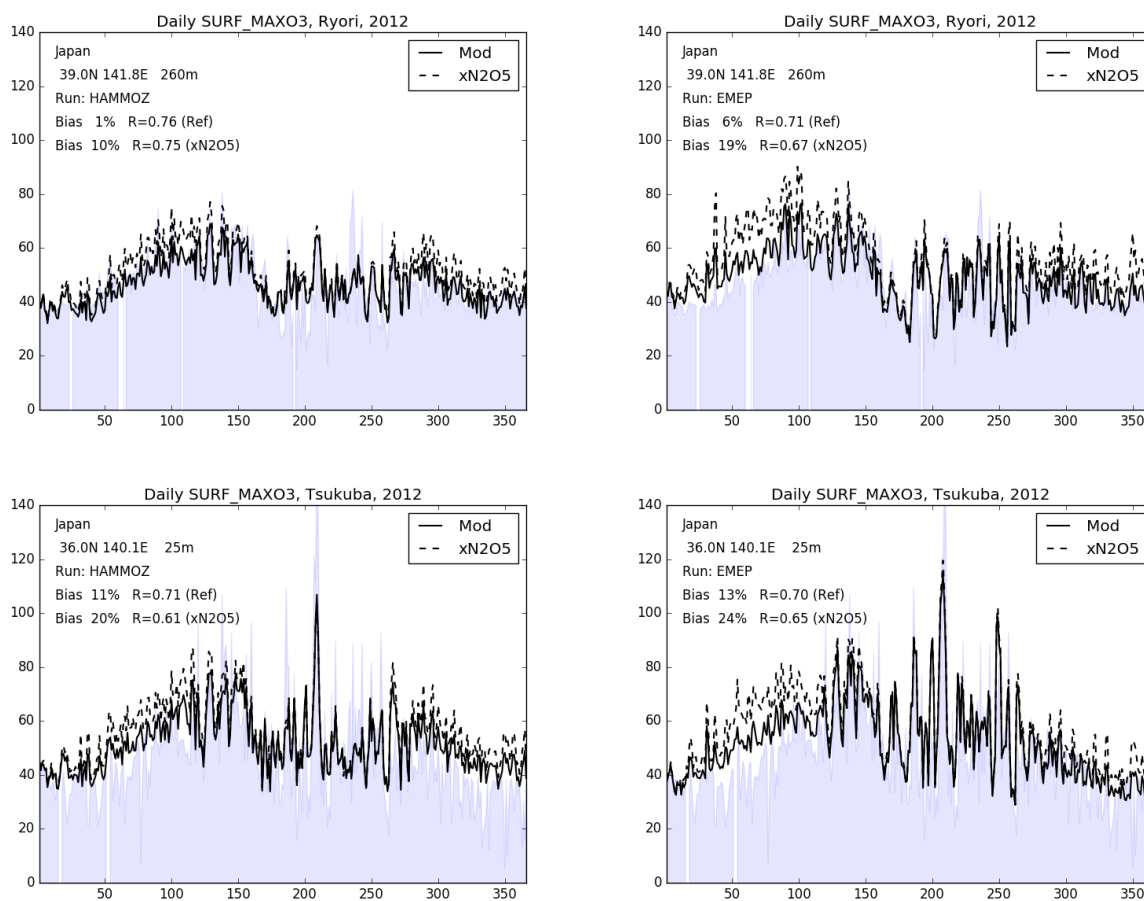 Daily SURF_MAXO3, Ryori, 2012
140
120
100
80
60
40
20
0
Japan
39.0N 141.8E 260m
Run: HAMMOZ
Bias 1% R=0.76 (Ref)
Bias 10% R=0.75 (xN2O5)
Mod
xN2O5
50 100 150 200 250 300 350
Daily SURF_MAXO3, Ryori, 2012
140
120
100
80
60
40
20
0
Japan
39.0N 141.8E 260m
Run: EMEP
Bias 6% R=0.71 (Ref)
Bias 19% R=0.67 (xN2O5)
Mod
xN2O5
50 100 150 200 250 300 350
Daily SURF_MAXO3, Tsukuba, 2012
140
120
100
80
60
40
20
0
Japan
36.0N 140.1E 25m
Run: HAMMOZ
Bias 11% R=0.71 (Ref)
Bias 20% R=0.61 (xN2O5)
Mod
xN2O5
50 100 150 200 250 300 350
Daily SURF_MAXO3, Tsukuba, 2012
140
120
100
80
60
40
20
0
Japan
36.0N 140.1E 25m
Run: EMEP
Bias 13% R=0.70 (Ref)
Bias 24% R=0.65 (xN2O5)
Mod
xN2O5
50 100 150 200 250 300 350